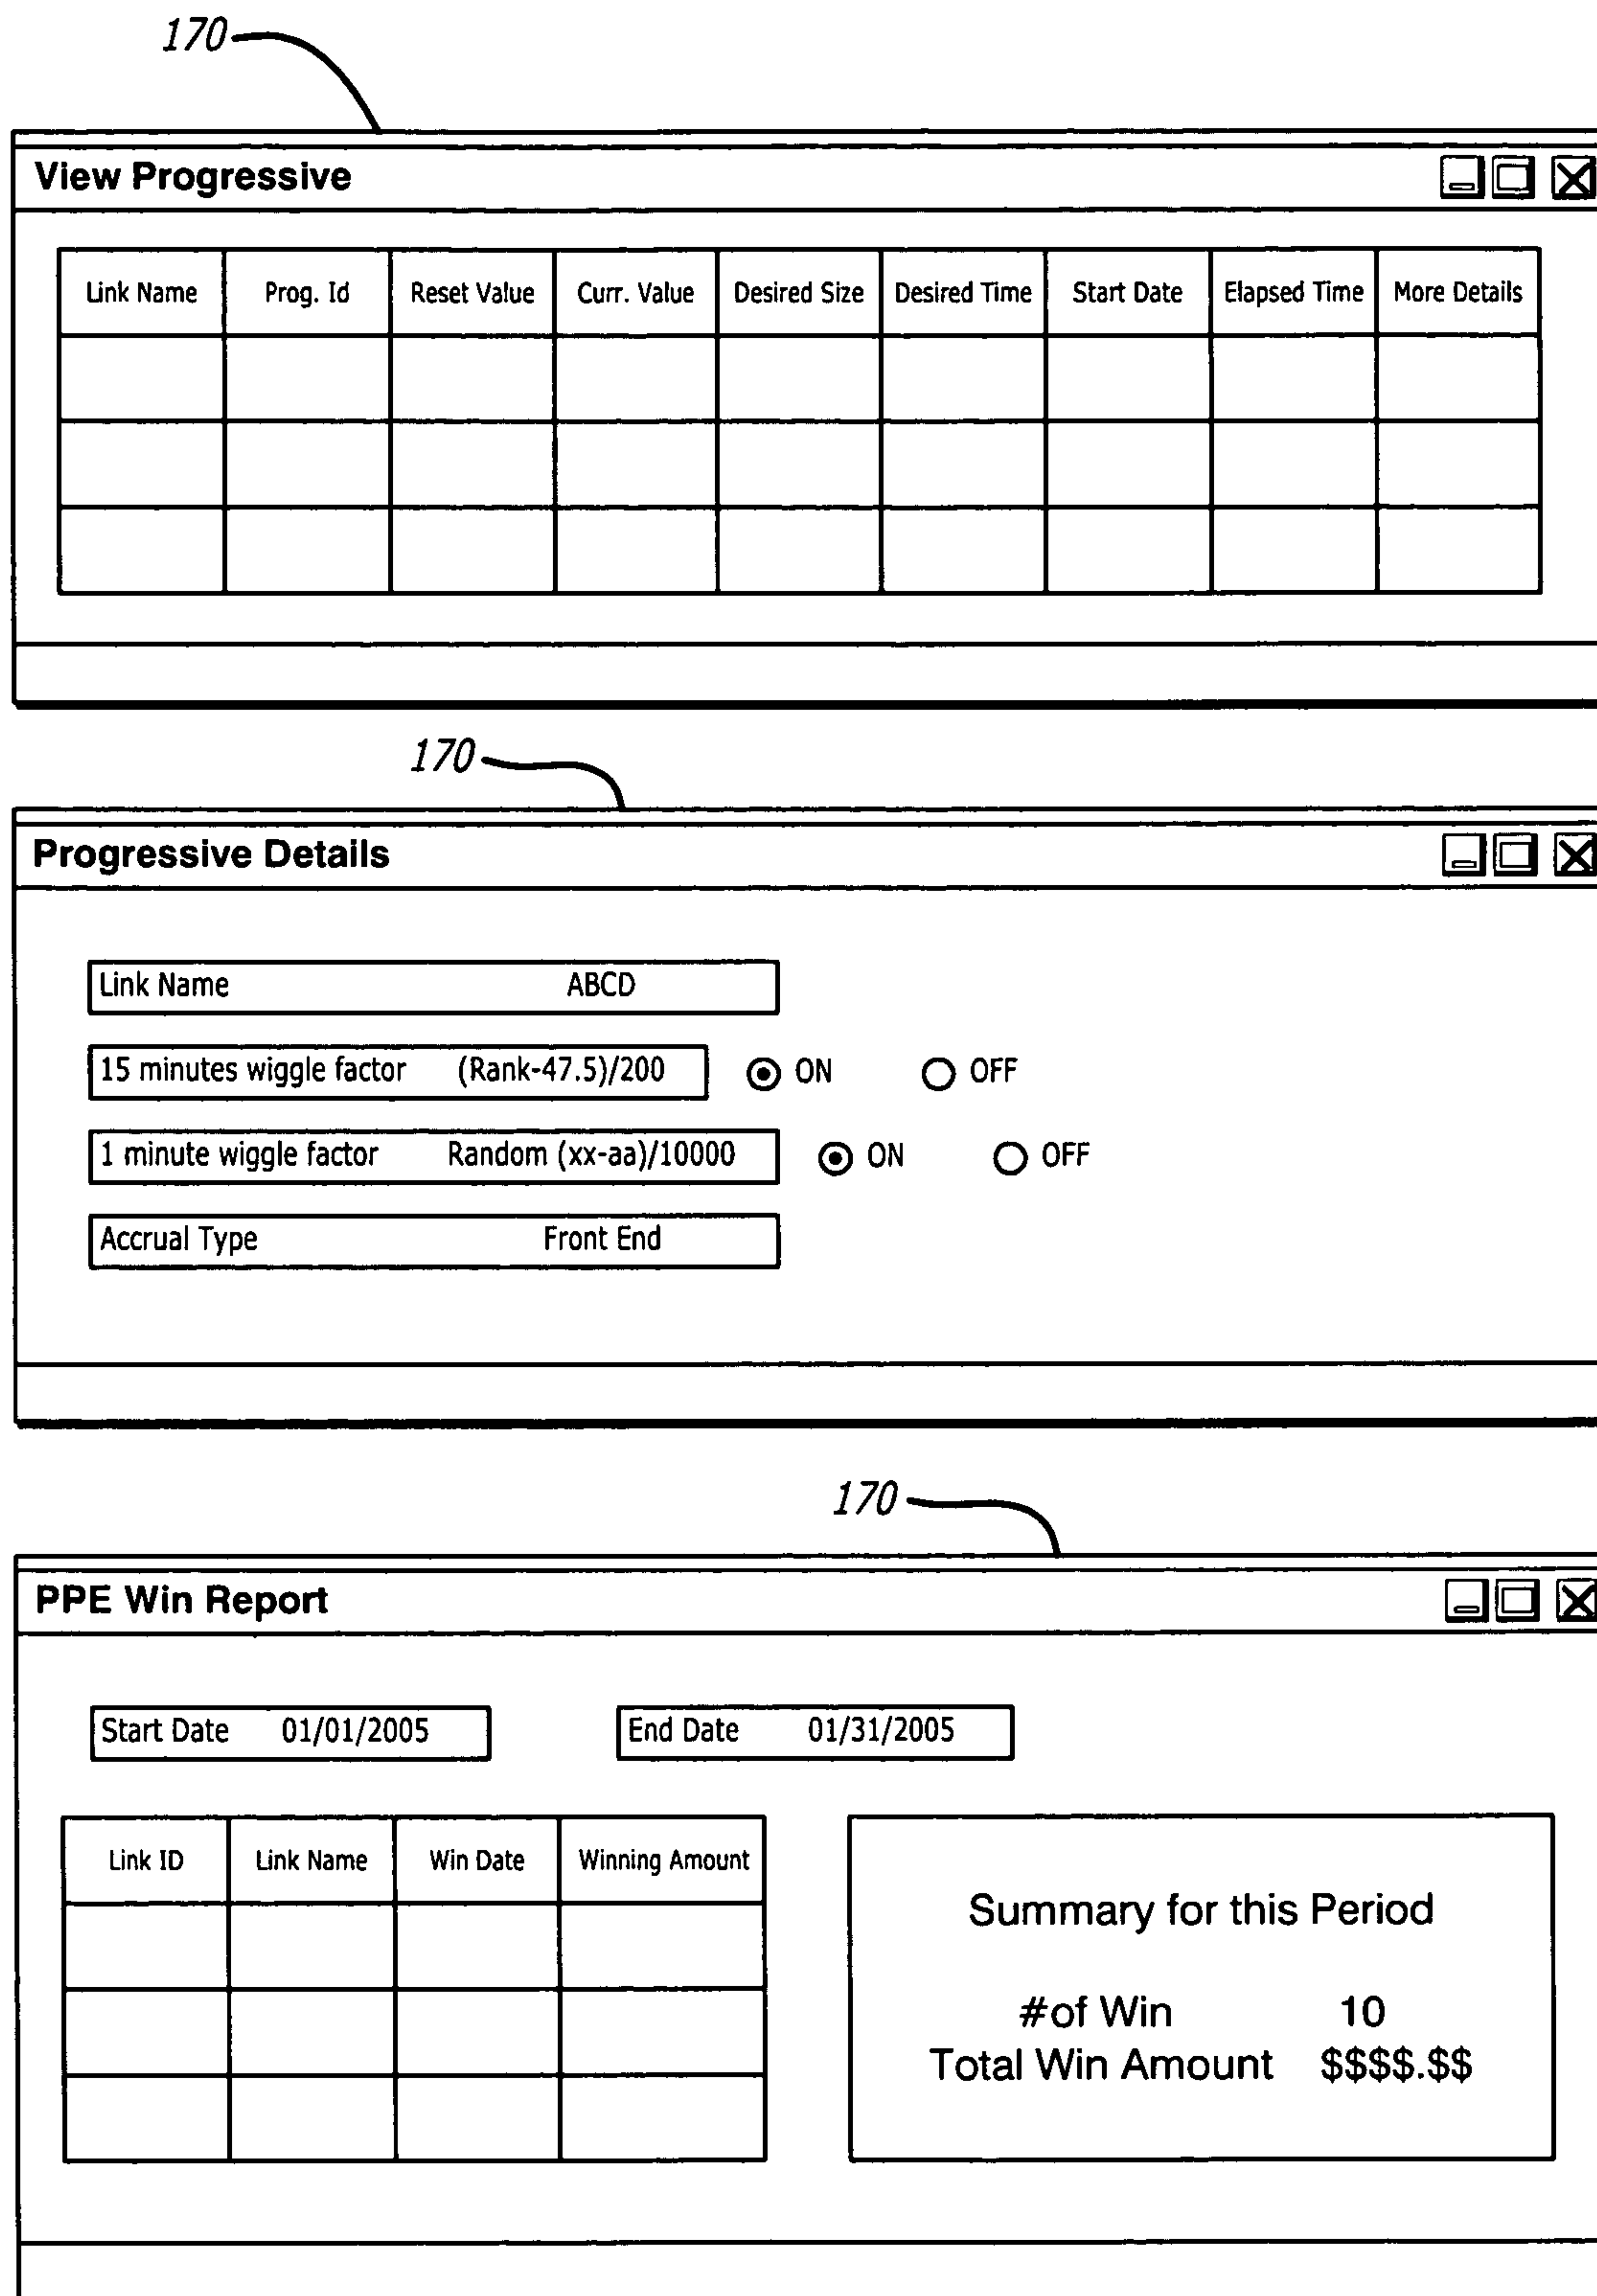 170
View Progressive
Link Name Prog. Id Reset Value Curr. Value Desired Size Desired Time Start Date Elapsed Time More Details
170
Progressive Details
Link Name ABCD
15 minutes wiggle factor (Rank-47.5)/200 ON OFF
1 minute wiggle factor Random (xx-aa)/10000 ON OFF
Accrual Type Front End
170
PPE Win Report
Start Date 01/01/2005 End Date 01/31/2005
Link ID Link Name Win Date Winning Amount
Summary for this Period
#of Win 10
Total Win Amount $$$$.$$